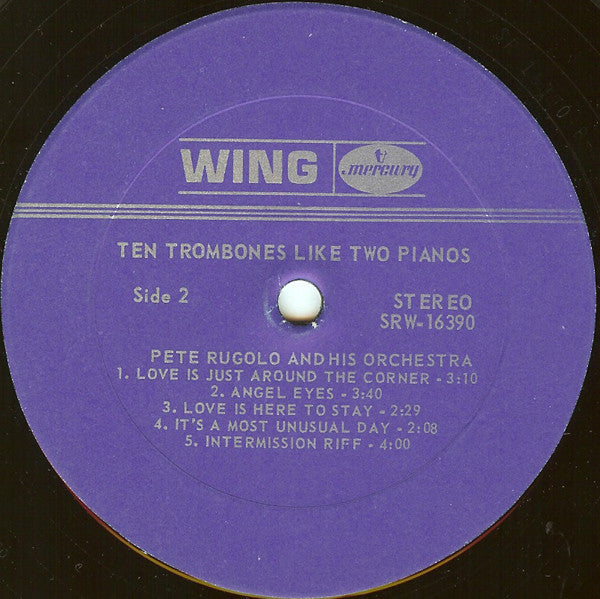 WING
mercury
TEN TROMBONES LIKE TWO PIANOS
Side 2
STEREO
SRW-16390
PETE RUGOLO AND HIS ORCHESTRA
1. LOVE IS JUST AROUND THE CORNER - 3:10
2. ANGEL EYES - 3:40
3. LOVE IS HERE TO STAY - 2:29
4. IT'S A MOST UNUSUAL DAY - 2:08
5. INTERMISSION RIFF - 4:00